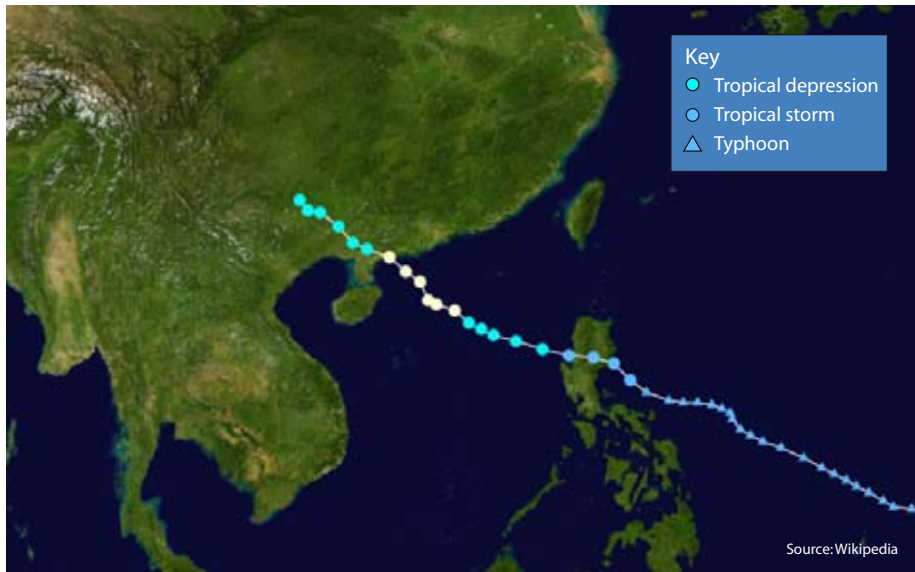 Key
Tropical depression
Tropical storm
Typhoon
Source:Wikipedia